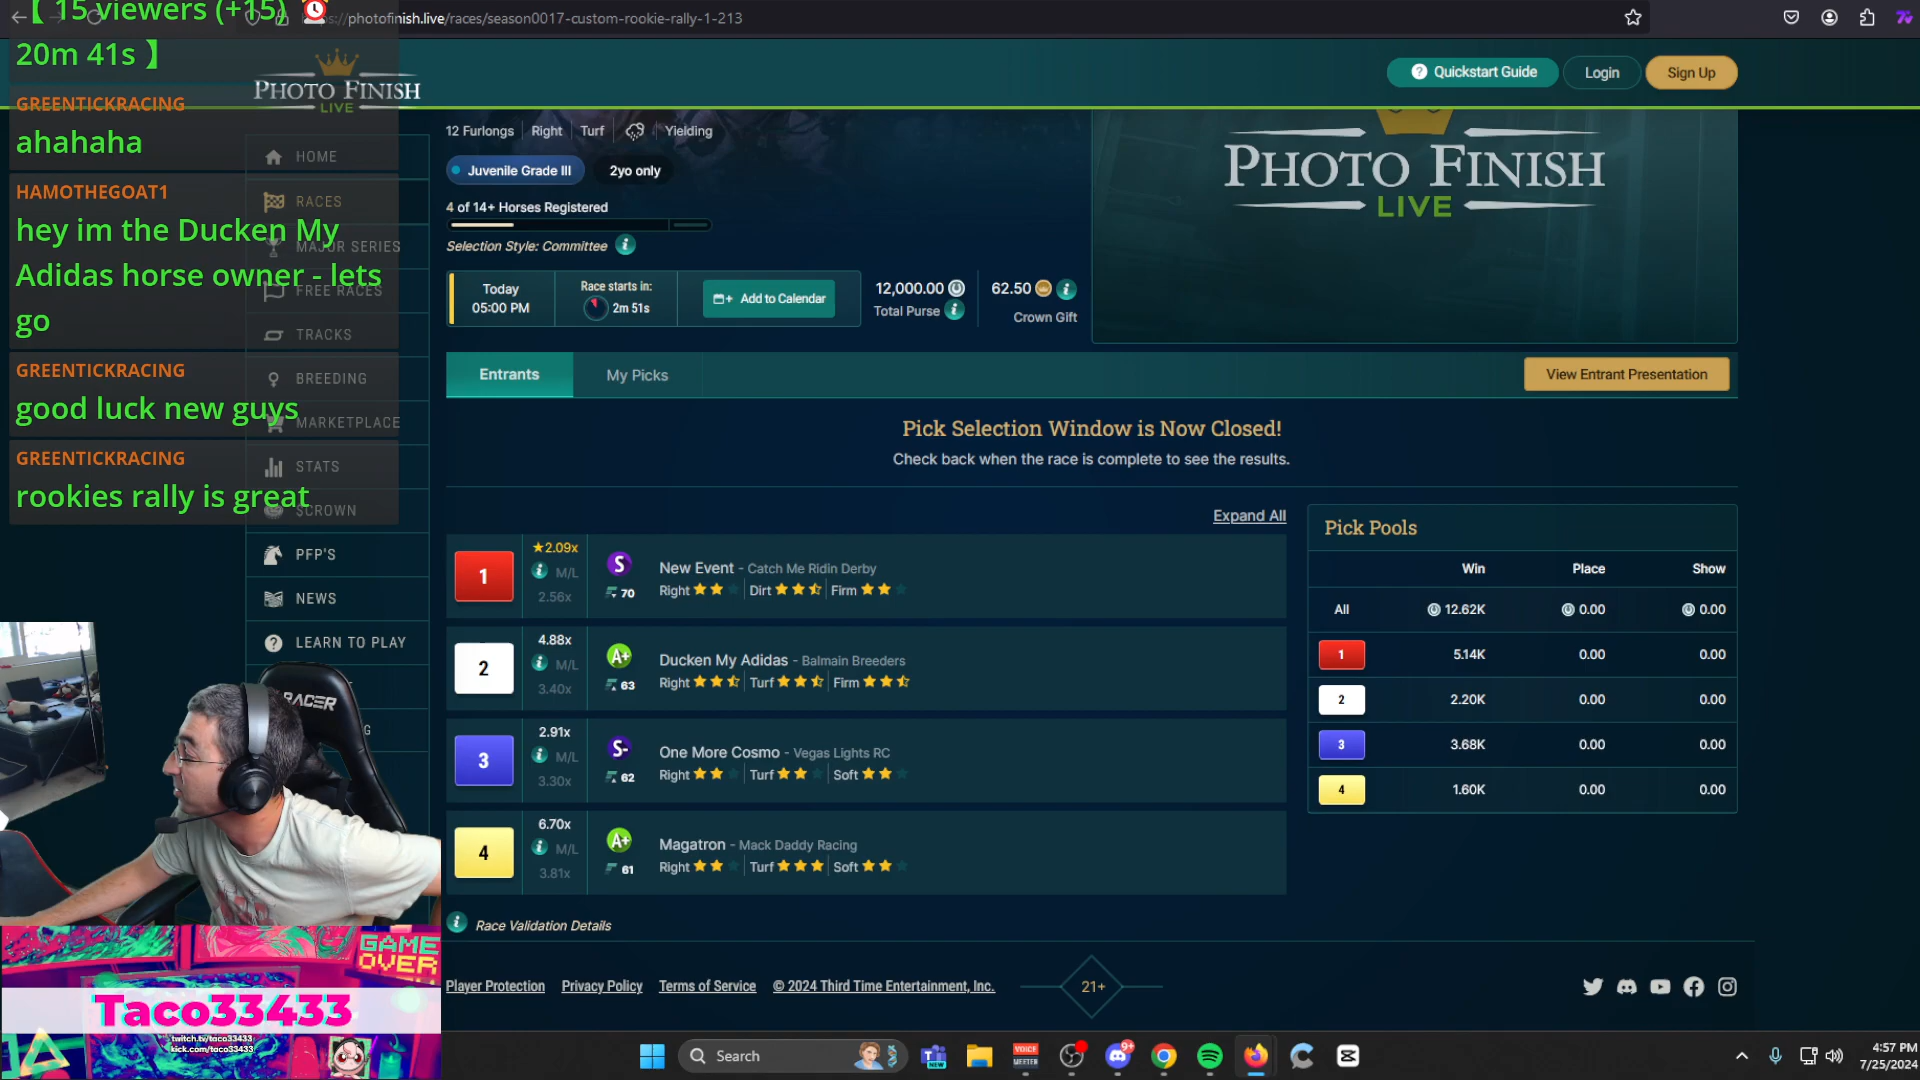 【 15 viewers (+15)
20m 41s 】
GREENTICKRACING
ahahaha
HAMOTHEGOAT1
hey im the Ducken My
Adidas horse owner - lets
go
GREENTICKRACING
good luck new guys
GREENTICKRACING
rookies rally is great
photofinish.live/races/season0017-custom-rookie-rally-1-213
PHOTO FINISH
LIVE
Quickstart Guide
Login
Sign Up
HOME
RACES
MAJOR SERIES
FREE RACES
TRACKS
BREEDING
MARKETPLACE
STATS
$CROWN
PFP'S
NEWS
LEARN TO PLAY
12 Furlongs Right Turf Yielding
Juvenile Grade III 2yo only
4 of 14+ Horses Registered
Selection Style: Committee
Today
05:00 PM
Race starts in:
2m 51s
Add to Calendar
12,000.00
Total Purse
62.50
Crown Gift
PHOTO FINISH
LIVE
Entrants
My Picks
View Entrant Presentation
Pick Selection Window is Now Closed!
Check back when the race is complete to see the results.
Expand All
1
★2.09x
M/L
2.56x
S
70
New Event - Catch Me Ridin Derby
Right Dirt Firm
2
4.88x
M/L
3.40x
A+
63
Ducken My Adidas - Balmain Breeders
Right Turf Firm
3
2.91x
M/L
3.30x
S-
62
One More Cosmo - Vegas Lights RC
Right Turf Soft
4
6.70x
M/L
3.81x
A+
61
Magatron - Mack Daddy Racing
Right Turf Soft
Race Validation Details
Pick Pools
Win Place Show
All 12.62K 0.00 0.00
1 5.14K 0.00 0.00
2 2.20K 0.00 0.00
3 3.68K 0.00 0.00
4 1.60K 0.00 0.00
Player Protection Privacy Policy Terms of Service © 2024 Third Time Entertainment, Inc.
21+
RACER
GAME
OVER
Taco33433
twitch.tv/taco33433
kick.com/taco33433
Search
NEW
VOICE
MEETER
9+
4:57 PM
7/25/2024